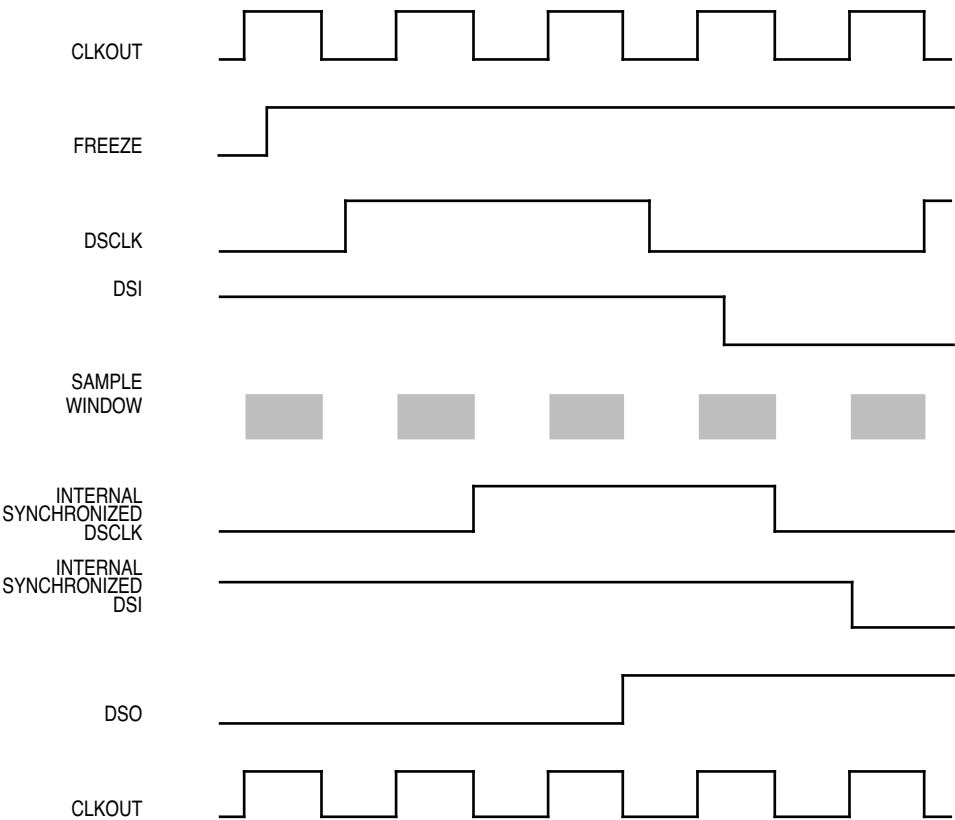 CLKOUT
FREEZE
DSCLK
DSI
SAMPLE
WINDOW
INTERNAL
SYNCHRONIZED
DSCLK
INTERNAL
SYNCHRONIZED
DSI
DSO
CLKOUT